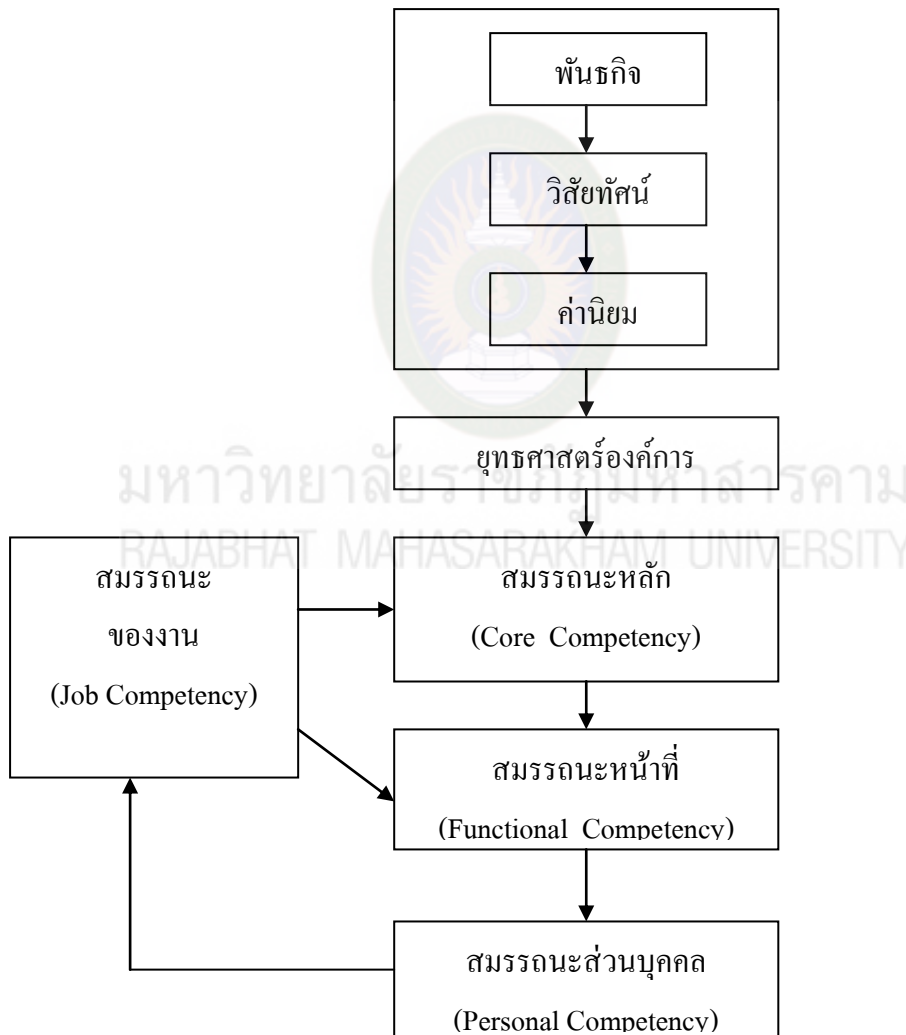 พันธกิจ
วิสัยทัศน์
ค่านิยม
ยุทธศาสตร์องค์การ
มหาวิทยาลัยราชภัฏมหาสารคาม
RAJABHAT MAHASARAKHAM UNIVERSITY
สมรรถนะ
ของงาน
(Job Competency)
สมรรถนะหลัก
(Core Competency)
สมรรถนะหน้าที่
(Functional Competency)
สมรรถนะส่วนบุคคล
(Personal Competency)